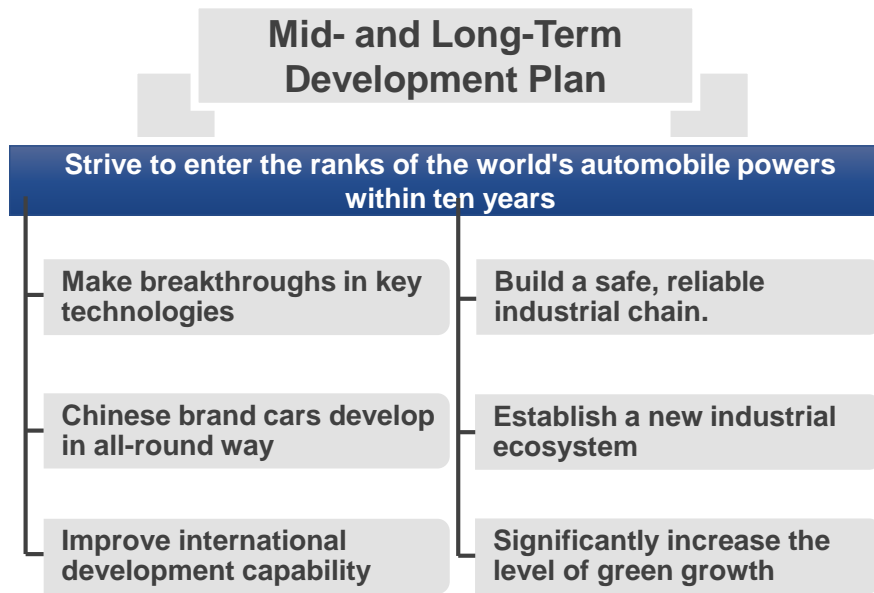 Mid- and Long-Term
Development Plan
Strive to enter the ranks of the world's automobile powers
within ten years
Make breakthroughs in key
technologies
Build a safe, reliable
industrial chain.
Chinese brand cars develop
in all-round way
Establish a new industrial
ecosystem
Improve international
development capability
Significantly increase the
level of green growth